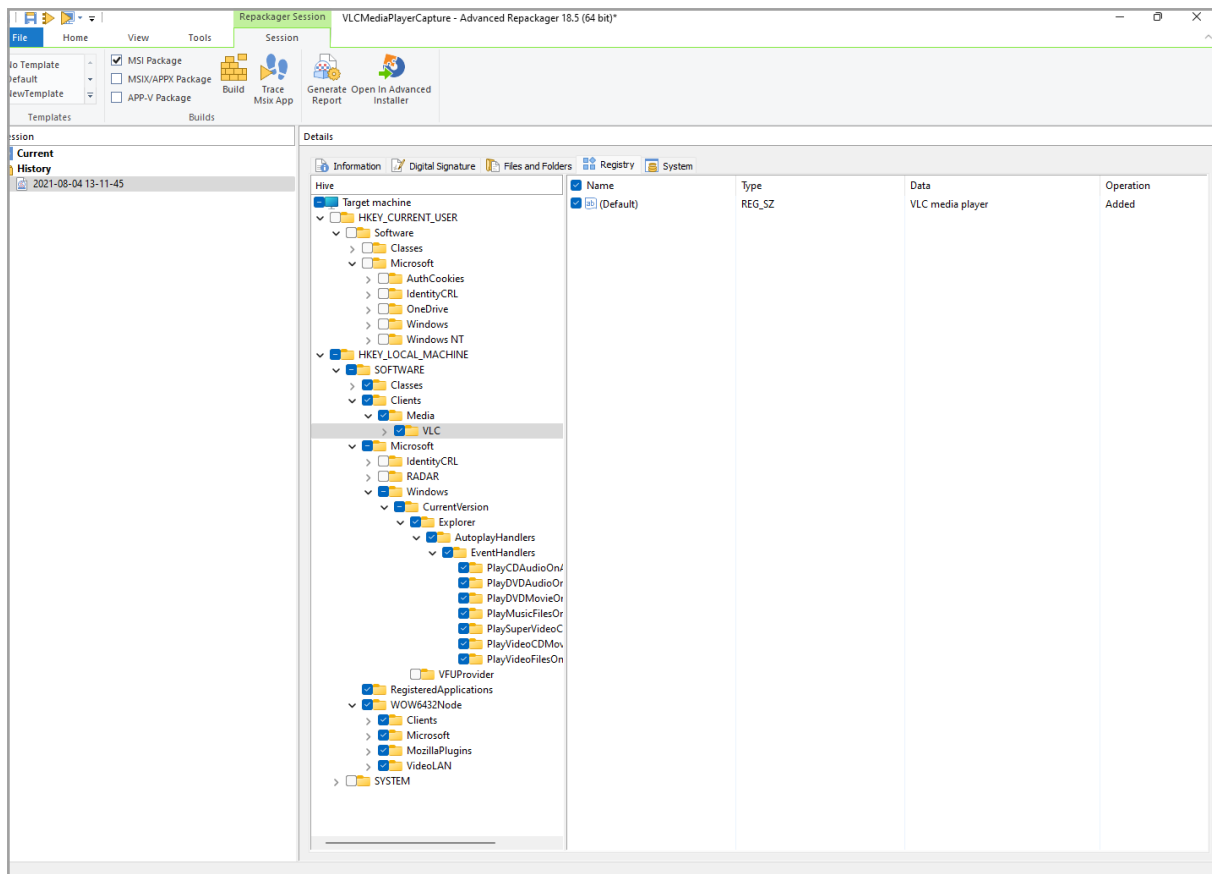 Repackager Session VLCMediaPlayerCapture - Advanced Repackager 18.5 (64 bit)*
File Home View Tools Session
No Template
Default
NewTemplate
Templates
MSI Package
MSIX/APPX Package
APP-V Package
Build
Trace
Msix App
Builds
Generate
Report
Open In Advanced
Installer
Current
History
2021-08-04 13-11-45
Details
Information Digital Signature Files and Folders Registry System
Hive
Target machine
HKEY_CURRENT_USER
Software
Classes
Microsoft
AuthCookies
IdentityCRL
OneDrive
Windows
Windows NT
HKEY_LOCAL_MACHINE
SOFTWARE
Classes
Clients
Media
VLC
Microsoft
IdentityCRL
RADAR
Windows
CurrentVersion
Explorer
AutoplayHandlers
EventHandlers
PlayCDAudioOnA
PlayDVDAudioOr
PlayDVDMovieOr
PlayMusicFilesOr
PlaySuperVideoC
PlayVideoCDMov
PlayVideoFilesOn
VFUProvider
RegisteredApplications
WOW6432Node
Clients
Microsoft
MozillaPlugins
VideoLAN
SYSTEM
Name Type Data Operation
ab (Default) REG_SZ VLC media player Added